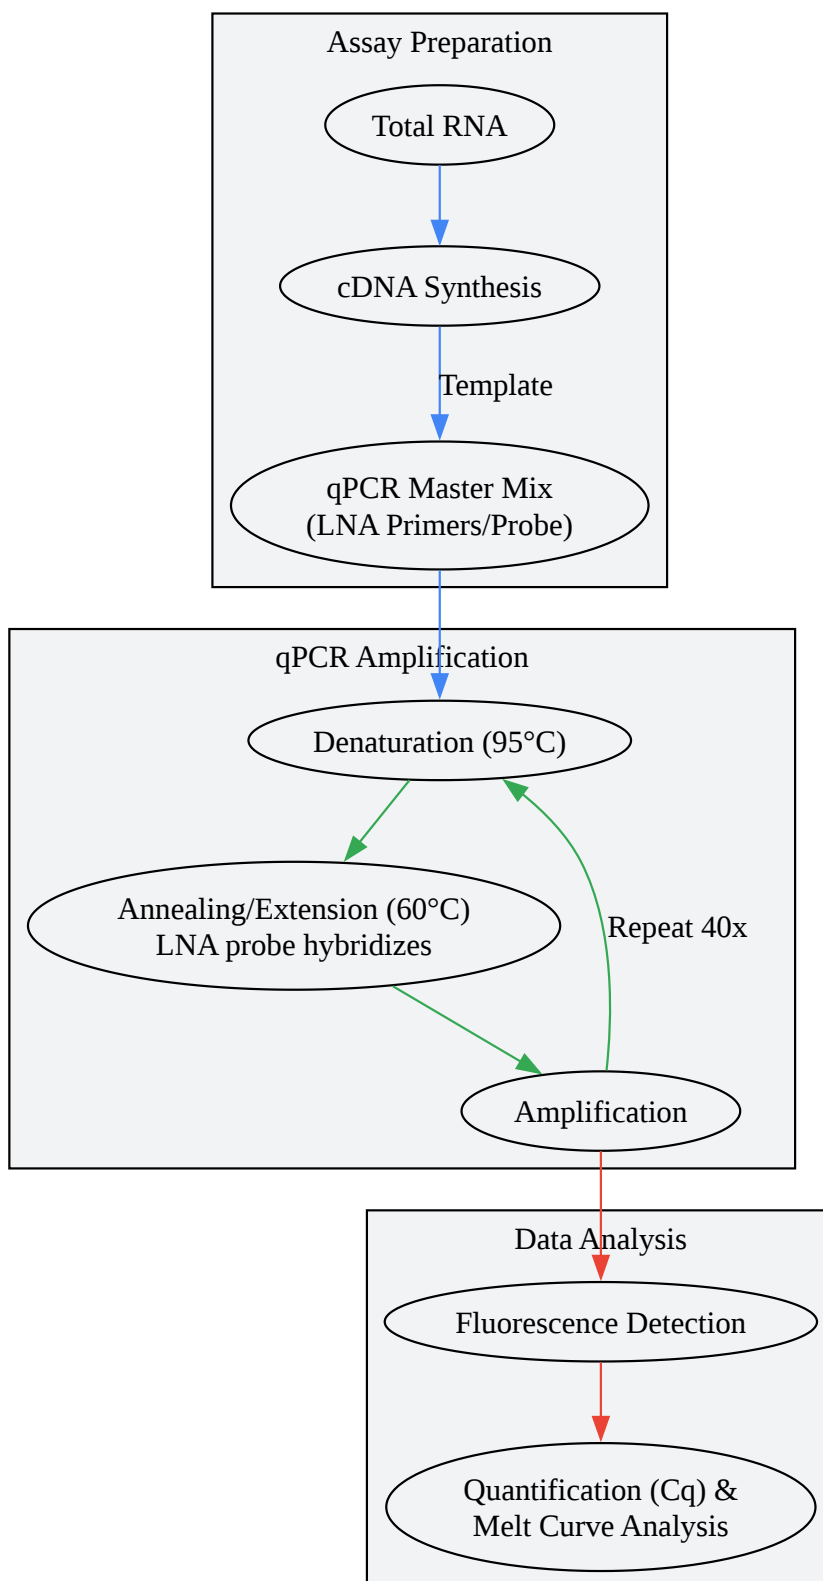 Assay Preparation
Total RNA
cDNA Synthesis
Template
qPCR Master Mix
(LNA Primers/Probe)
qPCR Amplification
Denaturation (95°C)
Annealing/Extension (60°C)
LNA probe hybridizes
Repeat 40x
Amplification
Data Analysis
Fluorescence Detection
Quantification (Cq) &
Melt Curve Analysis